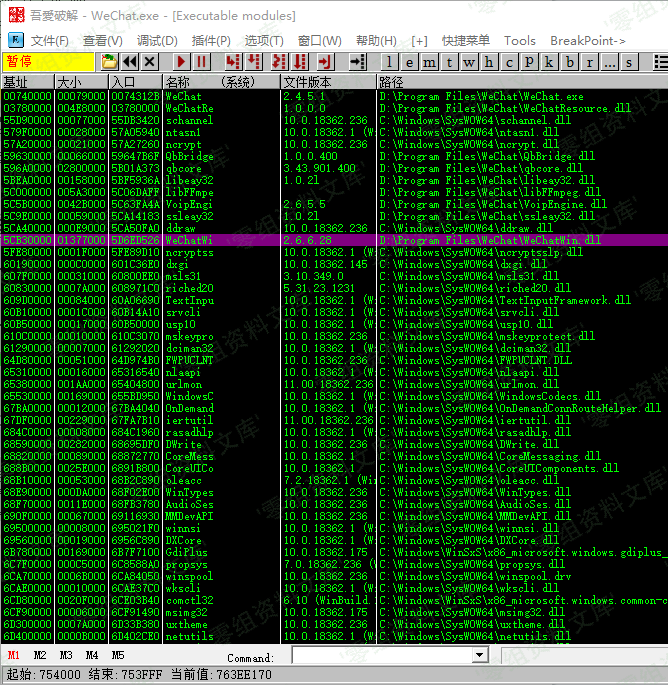 吾愛破解 - WeChat.exe - [Executable modules]
文件(F) 查看(V) 调试(D) 插件(P) 选项(T) 窗口(W) 帮助(H) [+] 快捷菜单 Tools BreakPoint->
暂停 l e m t w h c p k b r ... s
基址 大小 入口 名称 (系统) 文件版本 路径
00740000 00079000 0074312B WeChat 2.4.5.1 D:\Program Files\WeChat\WeChat.exe
03780000 004E8000 03780000 WeChatRe 1.0.0.0 D:\Program Files\WeChat\WeChatResource.dll
55D90000 00077000 55DB3420 schannel 10.0.18362.236 C:\Windows\SysWOW64\schannel.dll
579F0000 00028000 57A05940 ntasn1 10.0.18362.1 (W C:\Windows\SysWOW64\ntasn1.dll
57A20000 00021000 57A27260 ncrypt 10.0.18362.236 C:\Windows\SysWOW64\ncrypt.dll
59630000 00066000 59647B6F QbBridge 1.0.0.400 D:\Program Files\WeChat\QbBridge.dll
596A0000 02800000 5B01A373 qbcore 3.43.901.400 D:\Program Files\WeChat\qbcore.dll
5BEA0000 00158000 5BF5936A libeay32 1.0.2l D:\Program Files\WeChat\libeay32.dll
5C000000 005A3000 5C06DAFF libFFmpe D:\Program Files\WeChat\libFFmpeg.dll
5C5B0000 0042B000 5C63FA4A VoipEngi 2.6.5.5 D:\Program Files\WeChat\VoipEngine.dll
5C9E0000 00059000 5CA14183 ssleay32 1.0.2l D:\Program Files\WeChat\ssleay32.dll
5CA40000 000E9000 5CA50FA0 ddraw 10.0.18362.236 C:\Windows\SysWOW64\ddraw.dll
5CB30000 01377000 5D6ED526 WeChatWi 2.6.6.28 D:\Program Files\WeChat\WeChatWin.dll
5FE80000 0001F000 5FE89D10 ncryptss 10.0.18362.1 (W C:\Windows\SysWOW64\ncryptsslp.dll
60190000 000C0000 601C36E0 dxgi 10.0.18362.145 C:\Windows\SysWOW64\dxgi.dll
607F0000 00031000 6080DEE0 msls31 3.10.349.0 C:\Windows\SysWOW64\msls31.dll
60830000 0007A000 608971C0 riched20 5.31.23.1231 C:\Windows\SysWOW64\riched20.dll
609D0000 00084000 60A06690 TextInpu 10.0.18362.1 (W C:\Windows\SysWOW64\TextInputFramework.dll
60B10000 0001C000 60B14A10 srvcli 10.0.18362.1 (W C:\Windows\SysWOW64\srvcli.dll
60B50000 00017000 60B50000 usp10 10.0.18362.1 (W C:\Windows\SysWOW64\usp10.dll
610C0000 00010000 610C3070 mskeypro 10.0.18362.236 C:\Windows\SysWOW64\mskeyprotect.dll
61290000 00007000 61292020 dciman32 10.0.18362.1 (W C:\Windows\SysWOW64\dciman32.dll
64D80000 00051000 64D974B0 FWPUCLNT 10.0.18362.236 C:\Windows\SysWOW64\FWPUCLNT.DLL
65310000 00016000 65316540 nlaapi 10.0.18362.1 (W C:\Windows\SysWOW64\nlaapi.dll
65380000 001AA000 65404800 urlmon 11.00.18362.236 C:\Windows\SysWOW64\urlmon.dll
65530000 00169000 655BD950 WindowsC 10.0.18362.1 (W C:\Windows\SysWOW64\WindowsCodecs.dll
67BA0000 00012000 67BA4040 OnDemand 10.0.18362.1 (W C:\Windows\SysWOW64\OnDemandConnRouteHelper.dll
67DF0000 00229000 67FA7B10 iertutil 11.00.18362.236 C:\Windows\SysWOW64\iertutil.dll
684C0000 00008000 684C1960 rasadhlp 10.0.18362.1 (W C:\Windows\SysWOW64\rasadhlp.dll
68590000 00282000 68695DF0 DWrite 10.0.18362.236 C:\Windows\SysWOW64\DWrite.dll
68820000 00089000 68872770 CoreMess 10.0.18362.1 C:\Windows\SysWOW64\CoreMessaging.dll
688B0000 0025E000 6891B800 CoreUICo 10.0.18362.1 C:\Windows\SysWOW64\CoreUIComponents.dll
68B10000 00053000 68B2C890 oleacc 7.2.18362.1 (Wi C:\Windows\SysWOW64\oleacc.dll
68E90000 000DA000 68F02E00 WinTypes 10.0.18362.236 C:\Windows\SysWOW64\WinTypes.dll
68F70000 0011E000 68FB3780 AudioSes 10.0.18362.1 (W C:\Windows\SysWOW64\AudioSes.dll
690F0000 00067000 69116930 MMDevAPI 10.0.18362.236 C:\Windows\SysWOW64\MMDevAPI.dll
69500000 00008000 695021F0 winnsi 10.0.18362.1 (W C:\Windows\SysWOW64\winnsi.dll
69560000 00019000 6956C890 DXCore 10.0.18362.1 (W C:\Windows\SysWOW64\DXCore.dll
6B780000 00169000 6B7F7100 GdiPlus 10.0.18362.175 C:\Windows\WinSxS\x86_microsoft.windows.gdiplus_
6C7F0000 000C5000 6C8588A0 propsys 7.0.18362.236 (W C:\Windows\SysWOW64\propsys.dll
6CA70000 0006B000 6CA84050 winspool 10.0.18362.1 (W C:\Windows\SysWOW64\winspool.drv
6CAE0000 00010000 6CAE37C0 wkscli 10.0.18362.1 (W C:\Windows\SysWOW64\wkscli.dll
6CD80000 0020F000 6CE03B40 comctl32 6.10 (WinBuild. C:\Windows\WinSxS\x86_microsoft.windows.common-c
6CF90000 00006000 6CF91490 msimg32 10.0.18362.176 C:\Windows\SysWOW64\msimg32.dll
6D300000 0007A000 6D33B380 uxtheme 10.0.18362.1 (W C:\Windows\SysWOW64\uxtheme.dll
6D400000 0000B000 6D402CE0 netutils 10.0.18362.1 (W C:\Windows\SysWOW64\netutils.dll
M1 M2 M3 M4 M5 Command:
起始:754000 结束:753FFF 当前值:763EE170